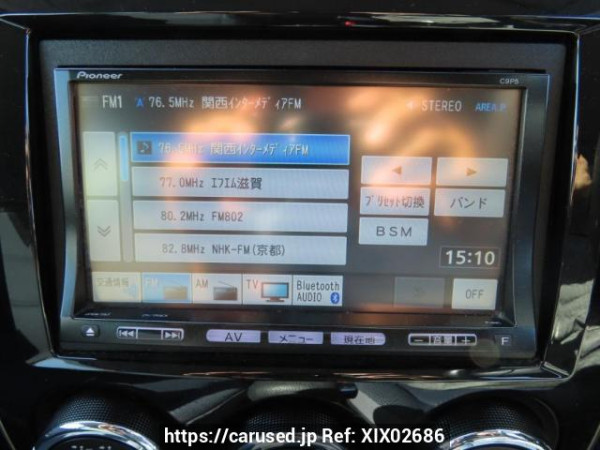 Pioneer
C9P5
FM1 A 76.5MHz 関西インターメディアFM STEREO AREA P
76.5MHz 関西インターメディアFM
77.0MHz エフエム滋賀
80.2MHz FM802
82.8MHz NHK-FM(京都)
プリセット切換 バンド
BSM
15:10
交通情報 FM AM TV Bluetooth AUDIO
OFF
AV メニュー 現在地 音量 F
https://carused.jp Ref: XIX02686